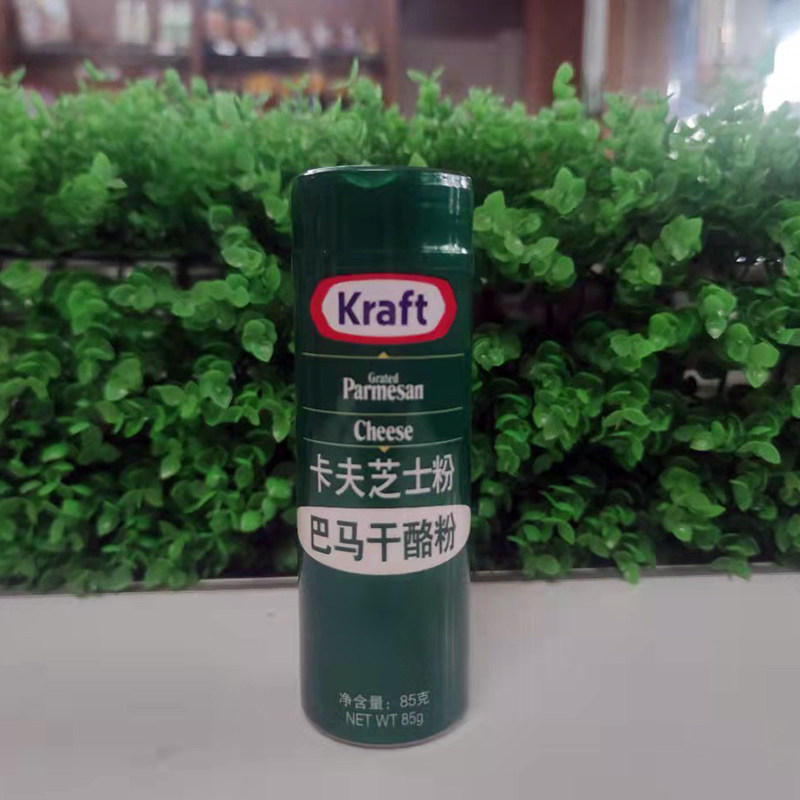 Kraft
Grated
Parmesan
Cheese
卡夫芝士粉
巴马干酪粉
净含量：85克
NET WT 85g